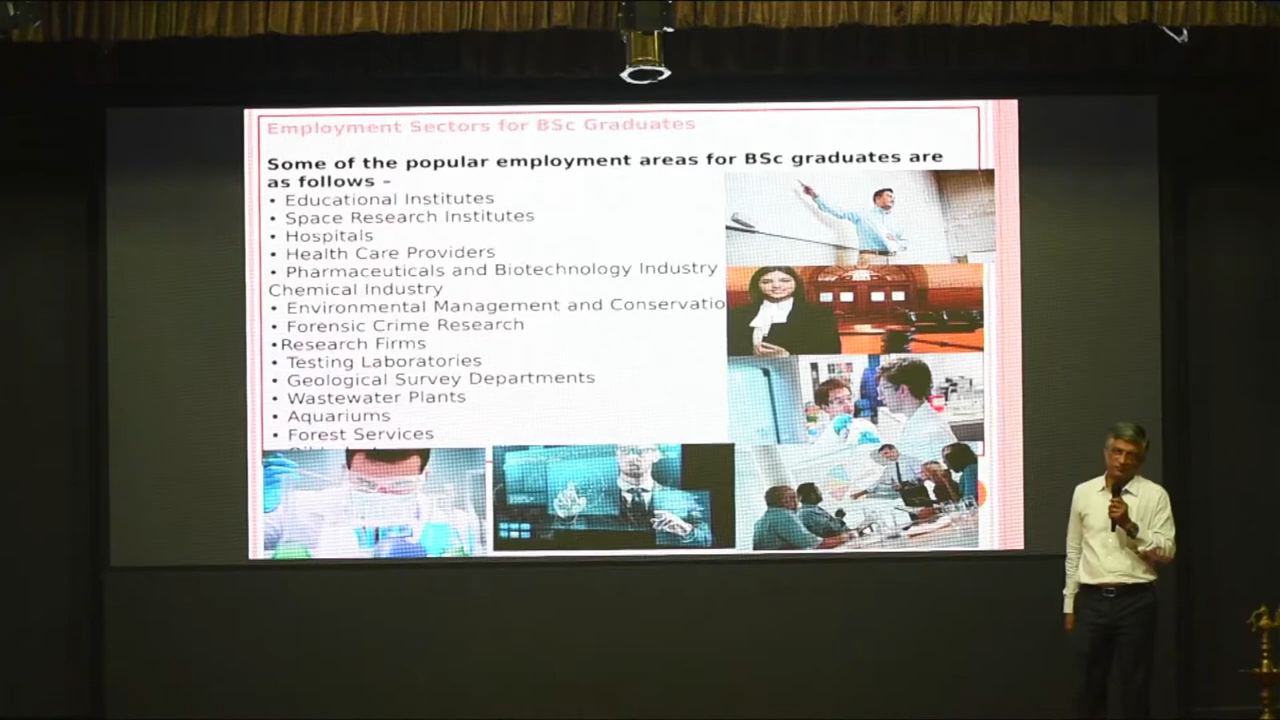 Employment Sectors for BSc Graduates
Some of the popular employment areas for BSc graduates are
as follows –
• Educational Institutes
• Space Research Institutes
• Hospitals
• Health Care Providers
• Pharmaceuticals and Biotechnology Industry
Chemical Industry
• Environmental Management and Conservatio
• Forensic Crime Research
•Research Firms
• Testing Laboratories
• Geological Survey Departments
• Wastewater Plants
• Aquariums
• Forest Services